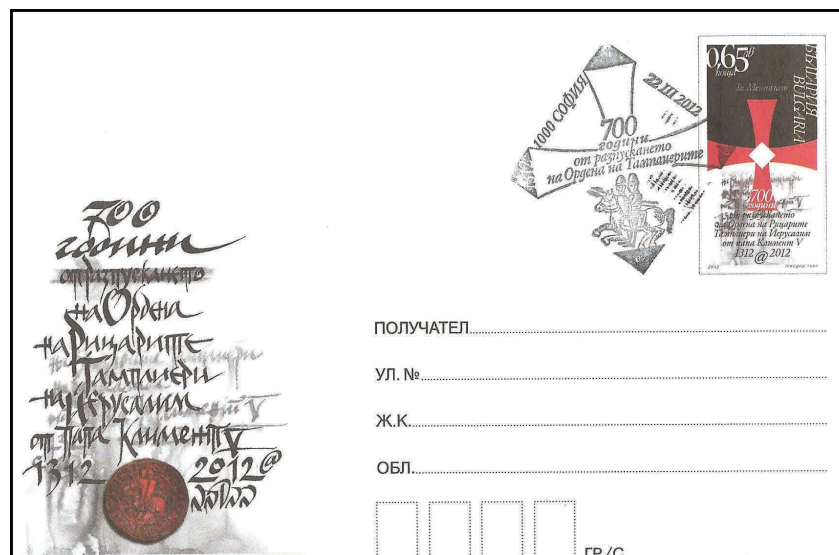 700
години
от разпускането
на Ордена
на Рицарите
Тамплиери
на Йерусалим
от папа Климент V
1312 2012 @
1000 СОФИЯ
22.III 2012
700
години
от разпускането
на Ордена на Тамплиерите
0,65 лв
поща
БЪЛГАРИЯ
BULGARIA
700
години
от разпускането
на Ордена на Рицарите
Тамплиери на Йерусалим
от папа Климент V
1312 @ 2012
2012
ПОЛУЧАТЕЛ
УЛ. №
Ж.К.
ОБЛ.
ГР./С.